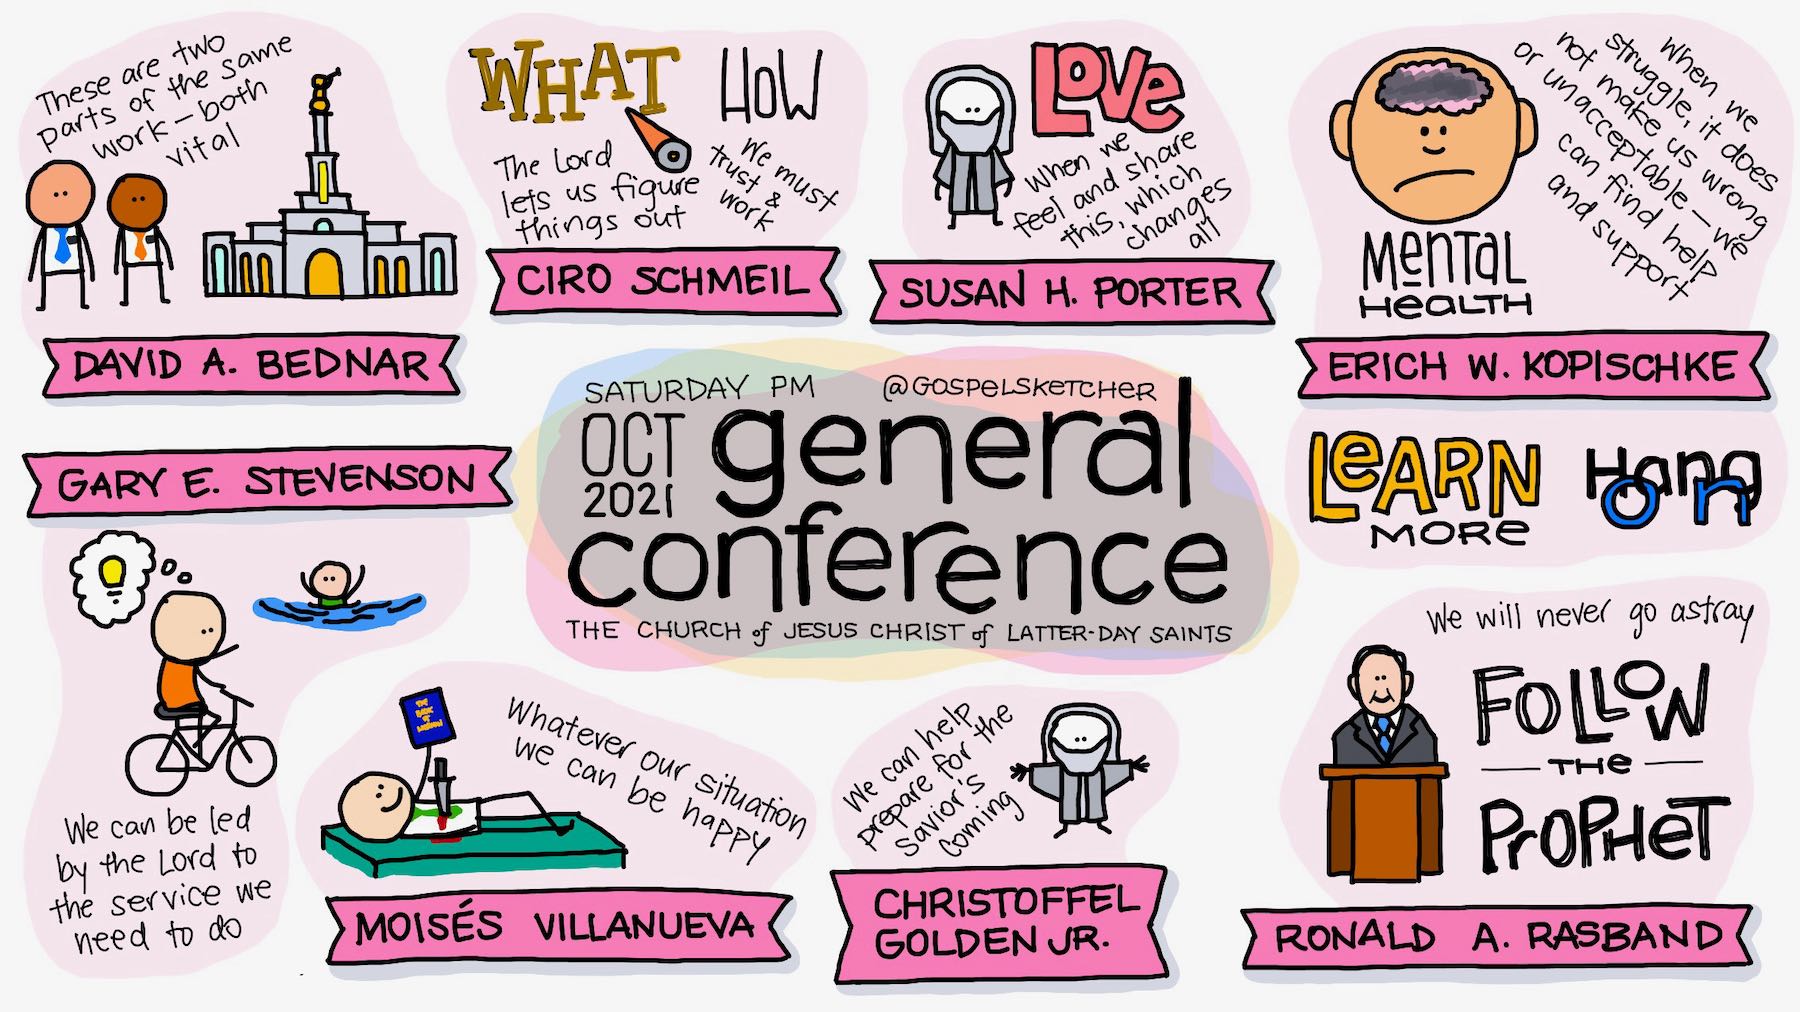 These are two
parts of the same
work – both
vital
DAVID A. BEDNAR
WHAT
The Lord
lets us figure
things out
HOW
We must
trust &
work
CIRO SCHMEIL
LOVE
When we
feel and share
this, which
changes
all
SUSAN H. PORTER
When we
struggle, it does
not make us wrong
or unacceptable – we
can find help
and support
MENTAL
HEALTH
ERICH W. KOPISCHKE
LEARN
MORE
Hang
on
SATURDAY PM
@GOSPELSKETCHER
OCT
2021
general
conference
THE CHURCH of JESUS CHRIST of LATTER-DAY SAINTS
GARY E. STEVENSON
We can be led
by the Lord to
the service we
need to do
THE
BOOK
OF
MORMON
Whatever our situation
we can be happy
MOISÉS VILLANUEVA
We can help
prepare for the
Savior's
coming
CHRISTOFFEL
GOLDEN JR.
We will never go astray
FOLLOW
THE
PROPHET
RONALD A. RASBAND